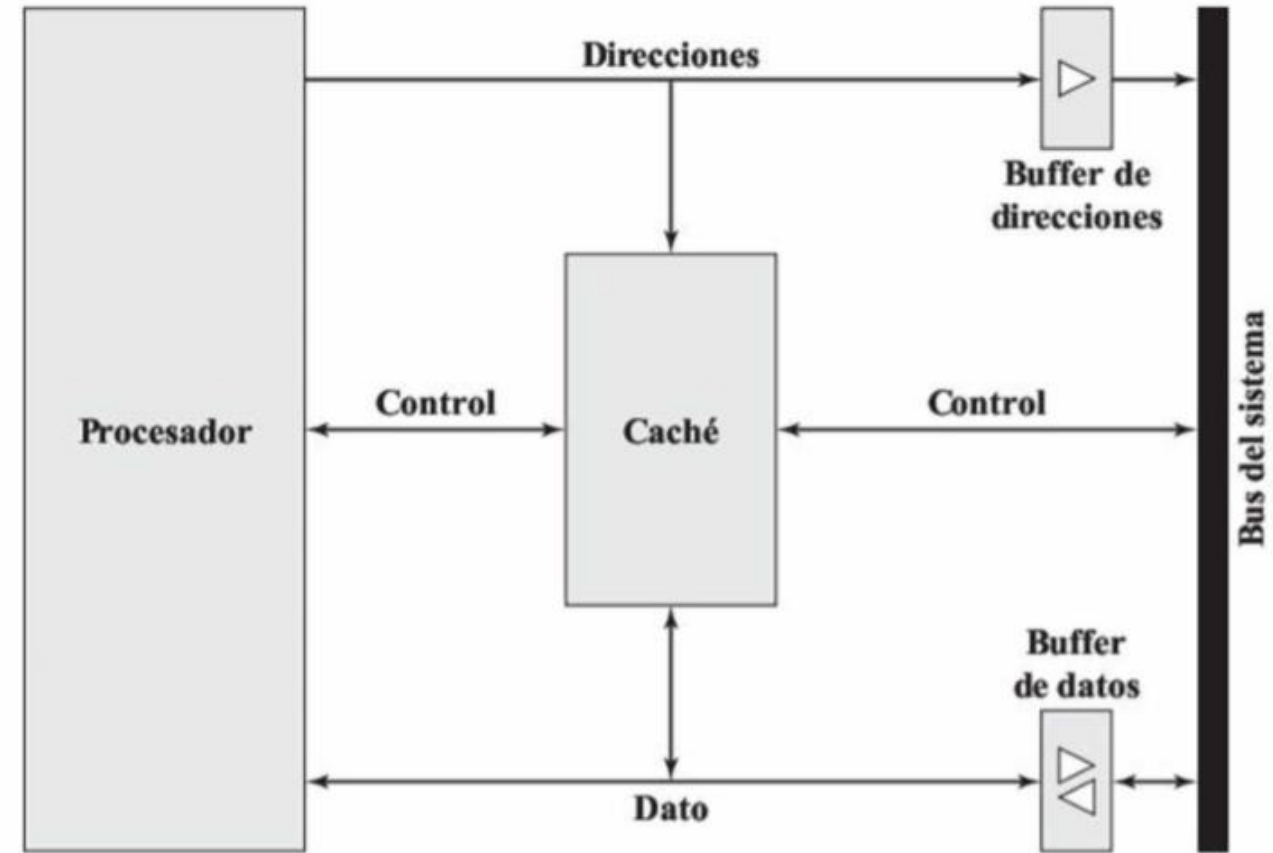 Direcciones
Buffer de
direcciones
Procesador
Control
Caché
Control
Bus del sistema
Buffer
de datos
Dato